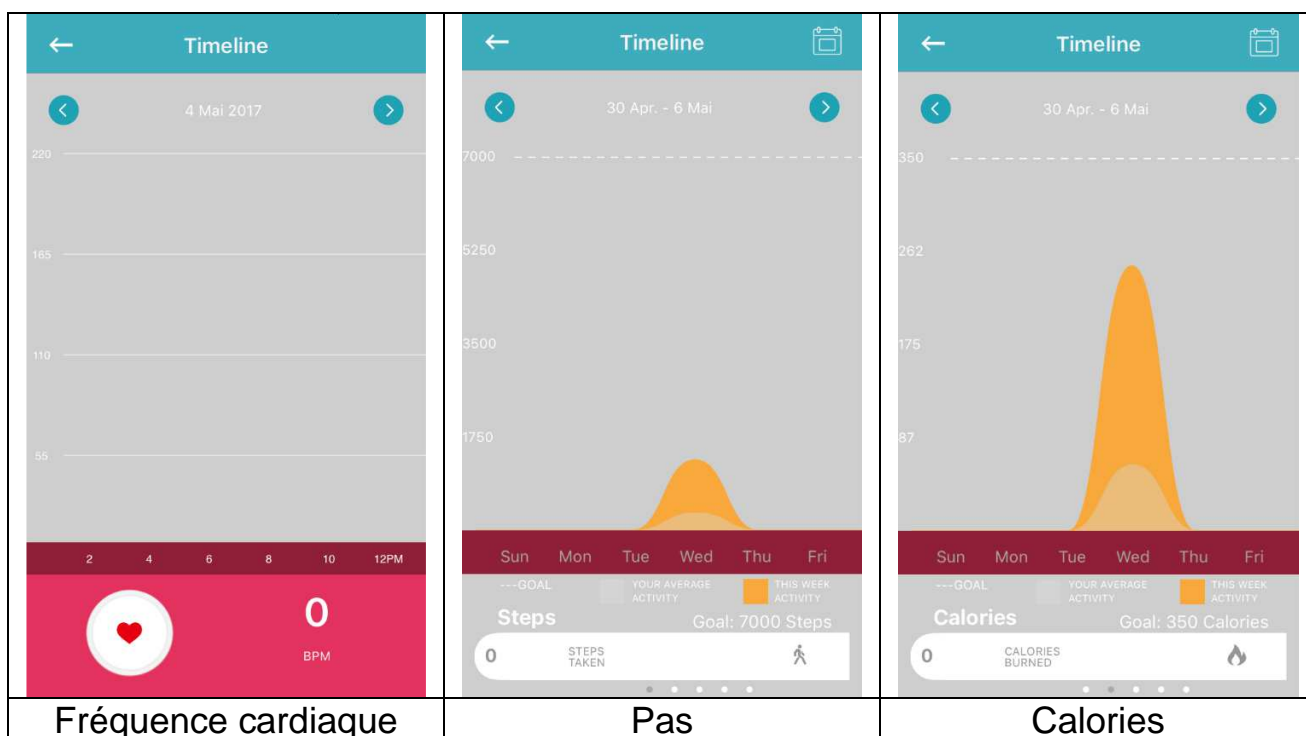 Timeline
4 Mai 2017
220
165
110
55
2 4 6 8 10 12PM
0
BPM
Fréquence cardiaque
Timeline
30 Apr. - 6 Mai
7000
5250
3500
1750
Sun Mon Tue Wed Thu Fri
---GOAL
YOUR AVERAGE
ACTIVITY
THIS WEEK
ACTIVITY
Steps
Goal: 7000 Steps
0
STEPS
TAKEN
Pas
Timeline
30 Apr. - 6 Mai
350
262
175
87
Sun Mon Tue Wed Thu Fri
---GOAL
YOUR AVERAGE
ACTIVITY
THIS WEEK
ACTIVITY
Calories
Goal: 350 Calories
0
CALORIES
BURNED
Calories